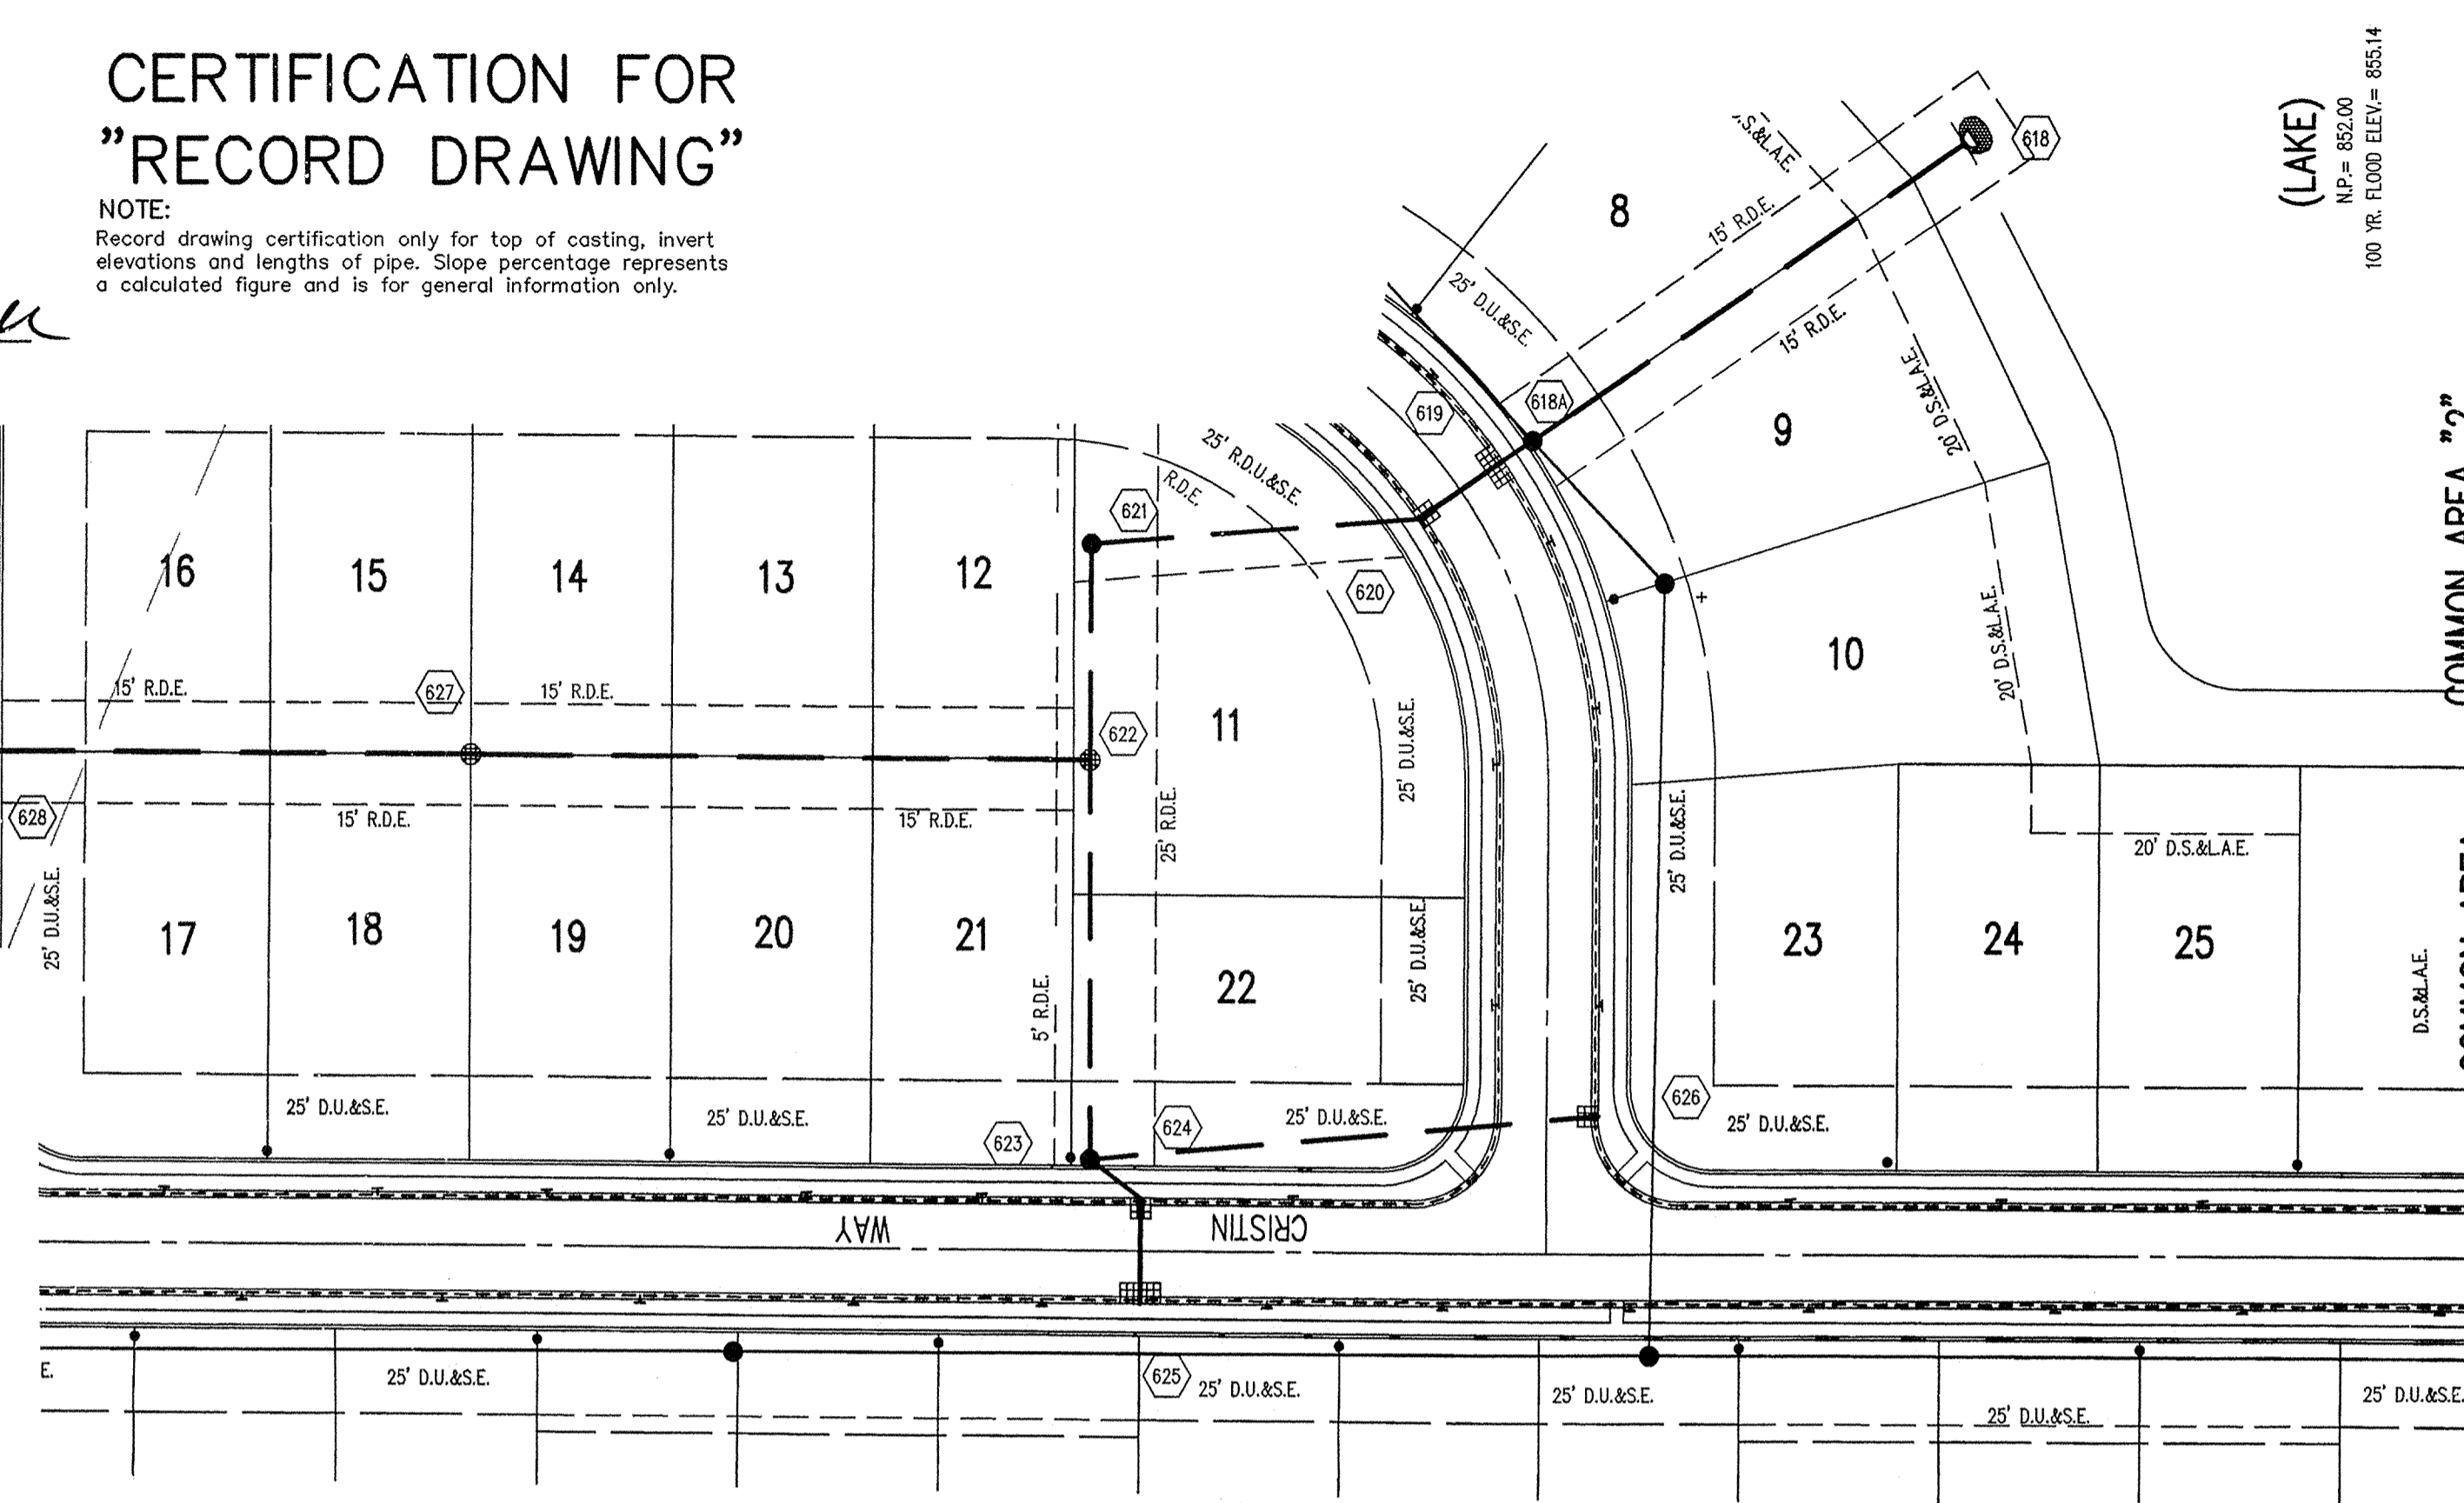 CERTIFICATION FOR
"RECORD DRAWING"
NOTE:
Record drawing certification only for top of casting, invert
elevations and lengths of pipe. Slope percentage represents
a calculated figure and is for general information only.
(LAKE)
N.P.= 852.00
100 YR. FLOOD ELEV.= 855.14
618
D.S.&L.A.E.
8
15' R.D.E.
25' D.U.&S.E.
15' R.D.E.
619
618A
9
20' D.S.&L.A.E.
COMMON AREA "2"
25' R.D.U.&S.E.
R.D.E.
621
16
15
14
13
12
620
10
20' D.S.&L.A.E.
15' R.D.E.
627
15' R.D.E.
622
11
25' D.U.&S.E.
628
15' R.D.E.
15' R.D.E.
25' R.D.E.
25' D.U.&S.E.
20' D.S.&L.A.E.
25' D.U.&S.E.
17
18
19
20
21
22
25' D.U.&S.E.
23
24
25
D.S.&L.A.E.
COMMON AREA
5' R.D.E.
25' D.U.&S.E.
25' D.U.&S.E.
623
624
25' D.U.&S.E.
626
25' D.U.&S.E.
CRISTIN WAY
E.
25' D.U.&S.E.
625
25' D.U.&S.E.
25' D.U.&S.E.
25' D.U.&S.E.
25' D.U.&S.E.